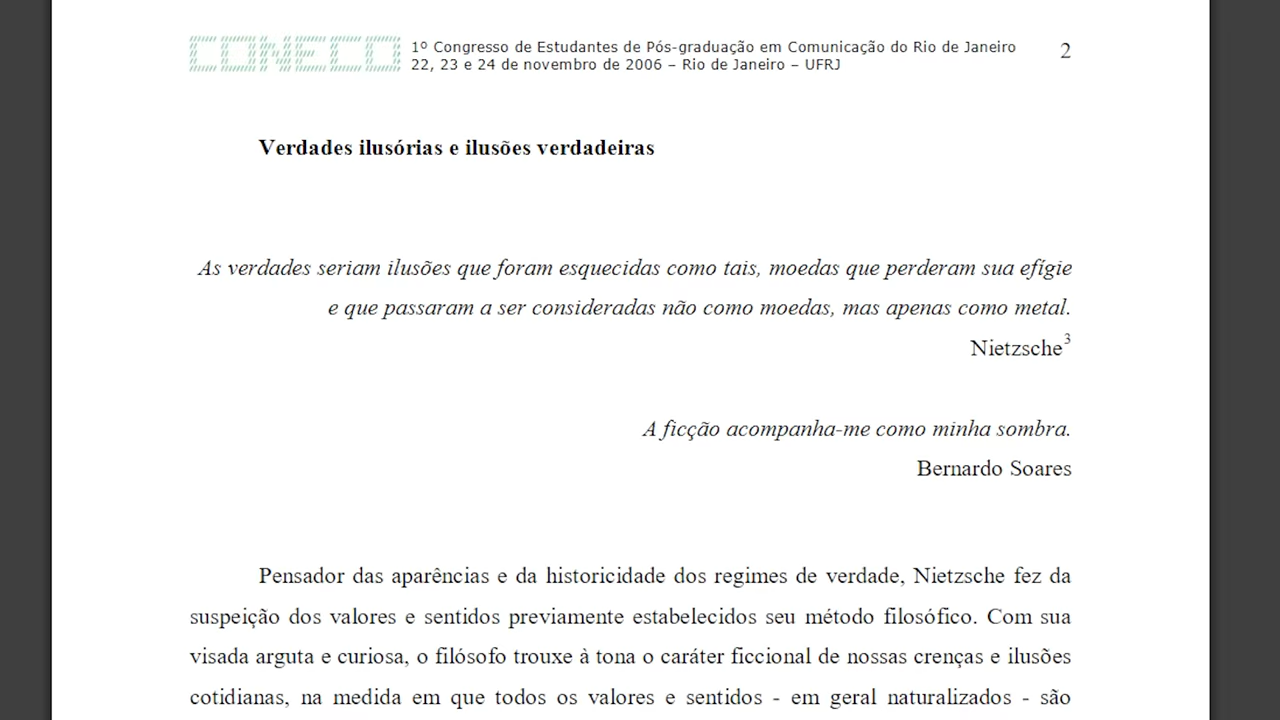 CONECO
1º Congresso de Estudantes de Pós-graduação em Comunicação do Rio de Janeiro
2
22, 23 e 24 de novembro de 2006 – Rio de Janeiro – UFRJ
Verdades ilusórias e ilusões verdadeiras
As verdades seriam ilusões que foram esquecidas como tais, moedas que perderam sua efígie
e que passaram a ser consideradas não como moedas, mas apenas como metal.
Nietzsche³
A ficção acompanha-me como minha sombra.
Bernardo Soares
Pensador das aparências e da historicidade dos regimes de verdade, Nietzsche fez da
suspeição dos valores e sentidos previamente estabelecidos seu método filosófico. Com sua
visada arguta e curiosa, o filósofo trouxe à tona o caráter ficcional de nossas crenças e ilusões
cotidianas, na medida em que todos os valores e sentidos - em geral naturalizados - são